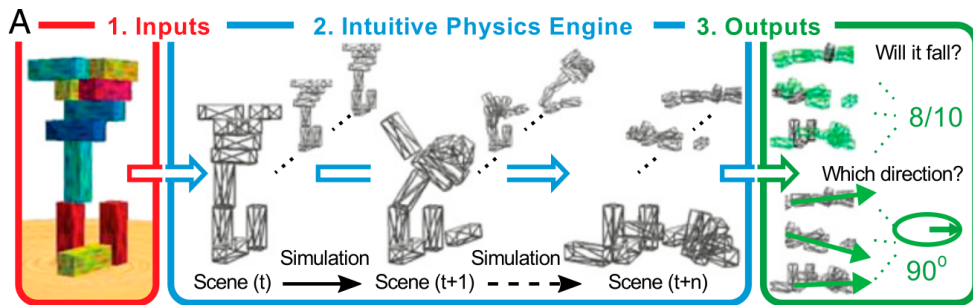 A
1. Inputs
2. Intuitive Physics Engine
3. Outputs
Will it fall?
8/10
Which direction?
90⁰
Simulation
Simulation
Scene (t)
Scene (t+1)
Scene (t+n)